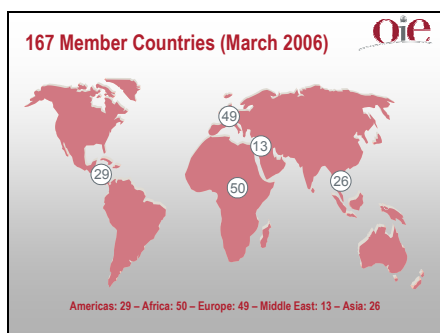 167 Member Countries (March 2006)
oie
49
13
29
50
26
Americas: 29 – Africa: 50 – Europe: 49 – Middle East: 13 – Asia: 26